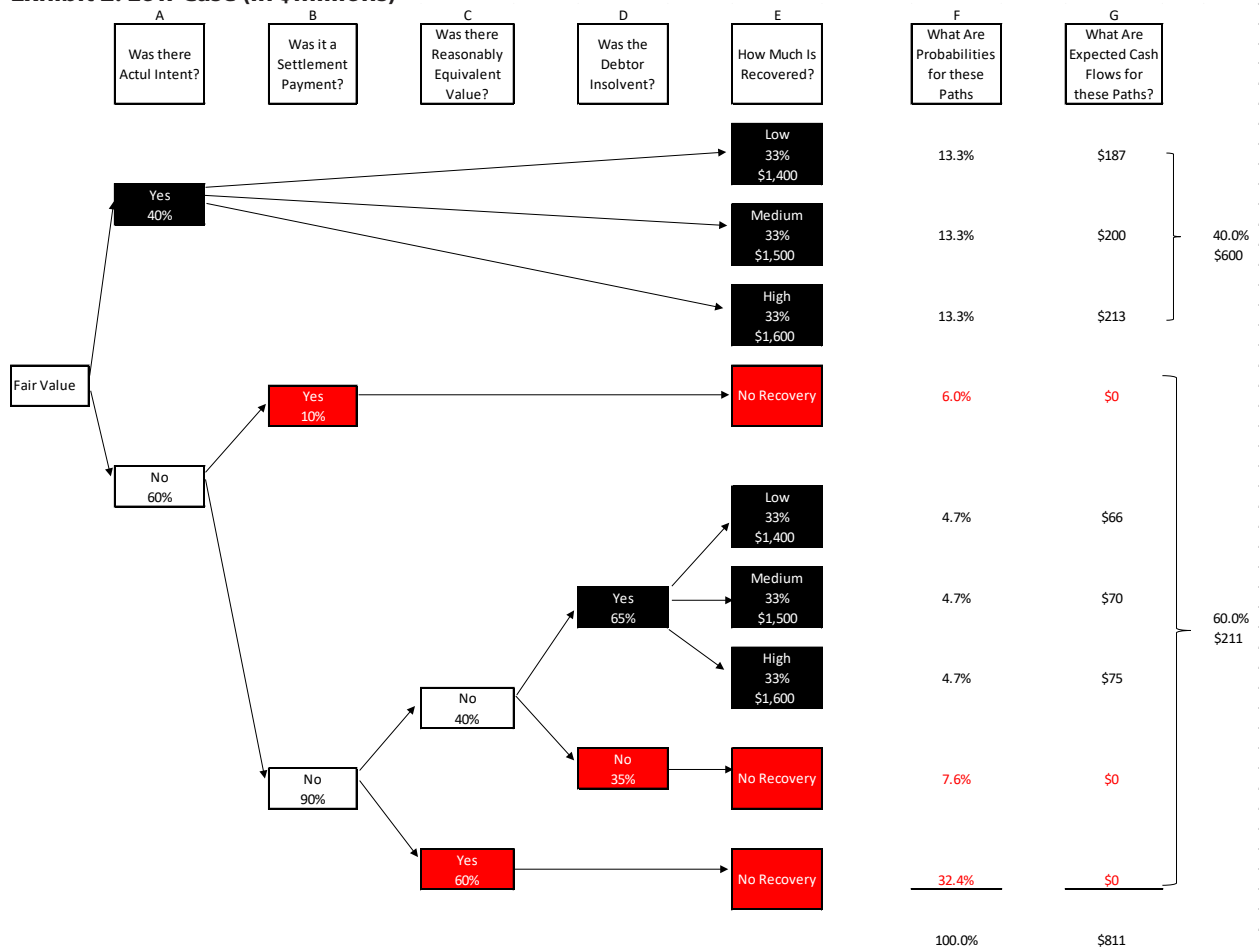 A
B
C
D
E
F
G
Was there
Actul Intent?
Was it a
Settlement
Payment?
Was there
Reasonably
Equivalent
Value?
Was the
Debtor
Insolvent?
How Much Is
Recovered?
What Are
Probabilities
for these
Paths
What Are
Expected Cash
Flows for
these Paths?
Low
33%
$1,400
13.3%
$187
Yes
40%
Medium
33%
$1,500
13.3%
$200
40.0%
$600
High
33%
$1,600
13.3%
$213
Fair Value
Yes
10%
No Recovery
6.0%
$0
No
60%
Low
33%
$1,400
4.7%
$66
Yes
65%
Medium
33%
$1,500
4.7%
$70
60.0%
$211
High
33%
$1,600
4.7%
$75
No
40%
No
35%
No Recovery
7.6%
$0
No
90%
Yes
60%
No Recovery
32.4%
$0
100.0%
$811